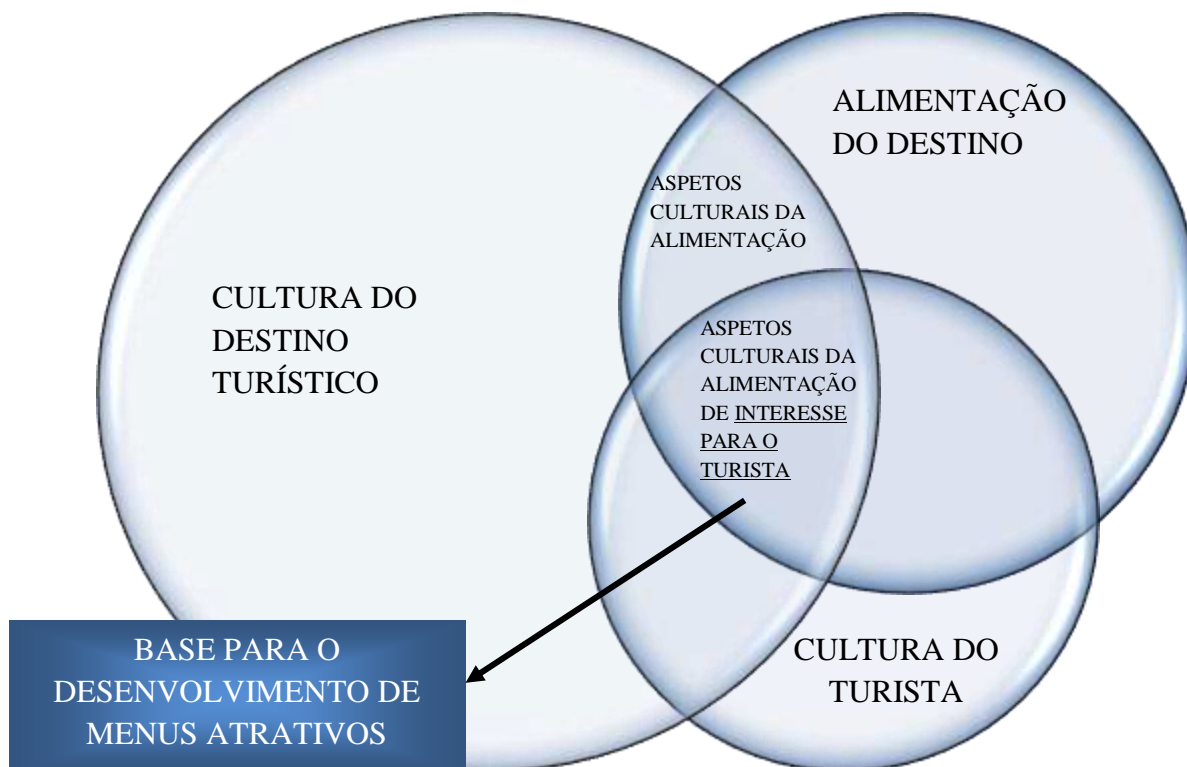 ALIMENTAÇÃO
DO DESTINO
ASPETOS
CULTURAIS DA
ALIMENTAÇÃO
CULTURA DO
DESTINO
TURÍSTICO
ASPETOS
CULTURAIS DA
ALIMENTAÇÃO
DE INTERESSE
PARA O
TURISTA
BASE PARA O
DESENVOLVIMENTO DE
MENUS ATRATIVOS
CULTURA DO
TURISTA